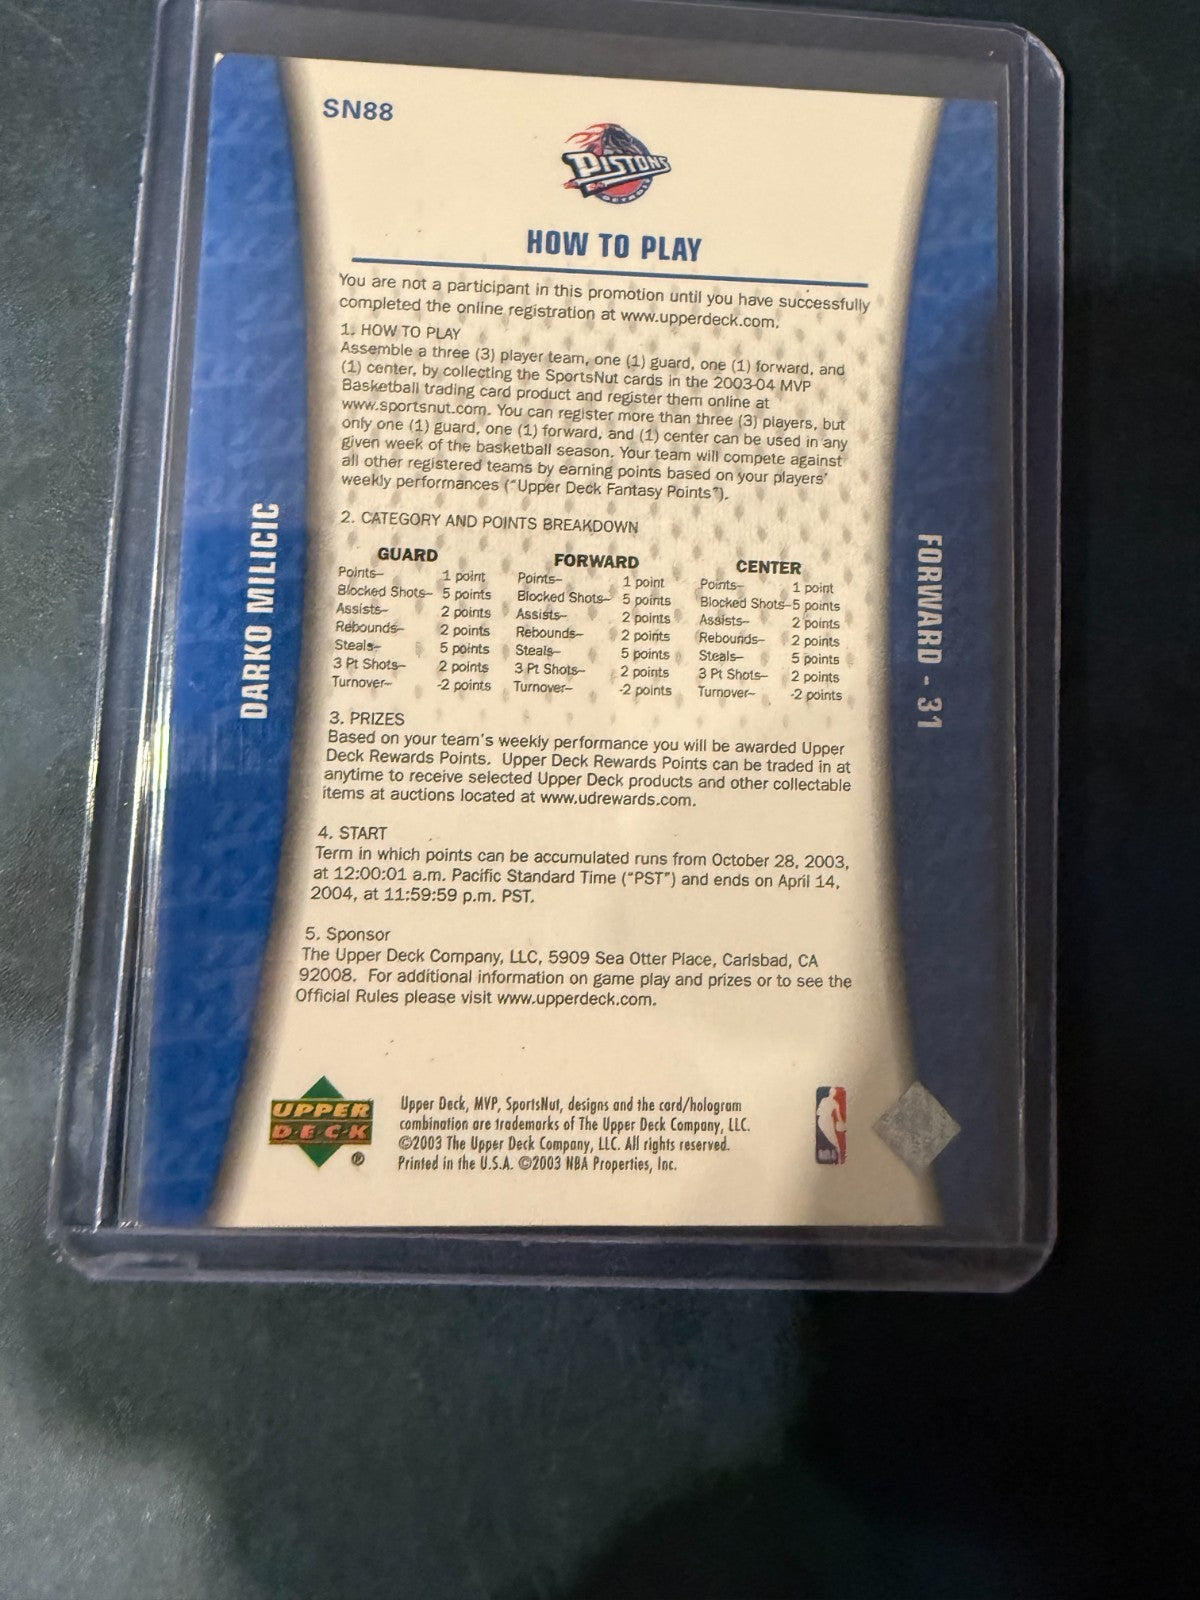 SN88
PISTONS
DETROIT
HOW TO PLAY
You are not a participant in this promotion until you have successfully
completed the online registration at www.upperdeck.com.
1. HOW TO PLAY
Assemble a three (3) player team, one (1) guard, one (1) forward, and
(1) center, by collecting the SportsNut cards in the 2003-04 MVP
Basketball trading card product and register them online at
www.sportsnut.com. You can register more than three (3) players, but
only one (1) guard, one (1) forward, and (1) center can be used in any
given week of the basketball season. Your team will compete against
all other registered teams by earning points based on your players'
weekly performances ("Upper Deck Fantasy Points").
2. CATEGORY AND POINTS BREAKDOWN
GUARD FORWARD CENTER
Points– 1 point Points– 1 point Points– 1 point
Blocked Shots– 5 points Blocked Shots– 5 points Blocked Shots–5 points
Assists– 2 points Assists– 2 points Assists– 2 points
Rebounds– 2 points Rebounds– 2 points Rebounds– 2 points
Steals– 5 points Steals– 5 points Steals– 5 points
3 Pt Shots– 2 points 3 Pt Shots– 2 points 3 Pt Shots– 2 points
Turnover– -2 points Turnover– -2 points Turnover– -2 points
3. PRIZES
Based on your team's weekly performance you will be awarded Upper
Deck Rewards Points. Upper Deck Rewards Points can be traded in at
anytime to receive selected Upper Deck products and other collectable
items at auctions located at www.udrewards.com.
4. START
Term in which points can be accumulated runs from October 28, 2003,
at 12:00:01 a.m. Pacific Standard Time ("PST") and ends on April 14,
2004, at 11:59:59 p.m. PST.
5. Sponsor
The Upper Deck Company, LLC, 5909 Sea Otter Place, Carlsbad, CA
92008. For additional information on game play and prizes or to see the
Official Rules please visit www.upperdeck.com.
DARKO MILICIC
FORWARD - 31
UPPER
D·E·C·K
®
Upper Deck, MVP, SportsNut, designs and the card/hologram
combination are trademarks of The Upper Deck Company, LLC.
©2003 The Upper Deck Company, LLC. All rights reserved.
Printed in the U.S.A. ©2003 NBA Properties, Inc.
NBA